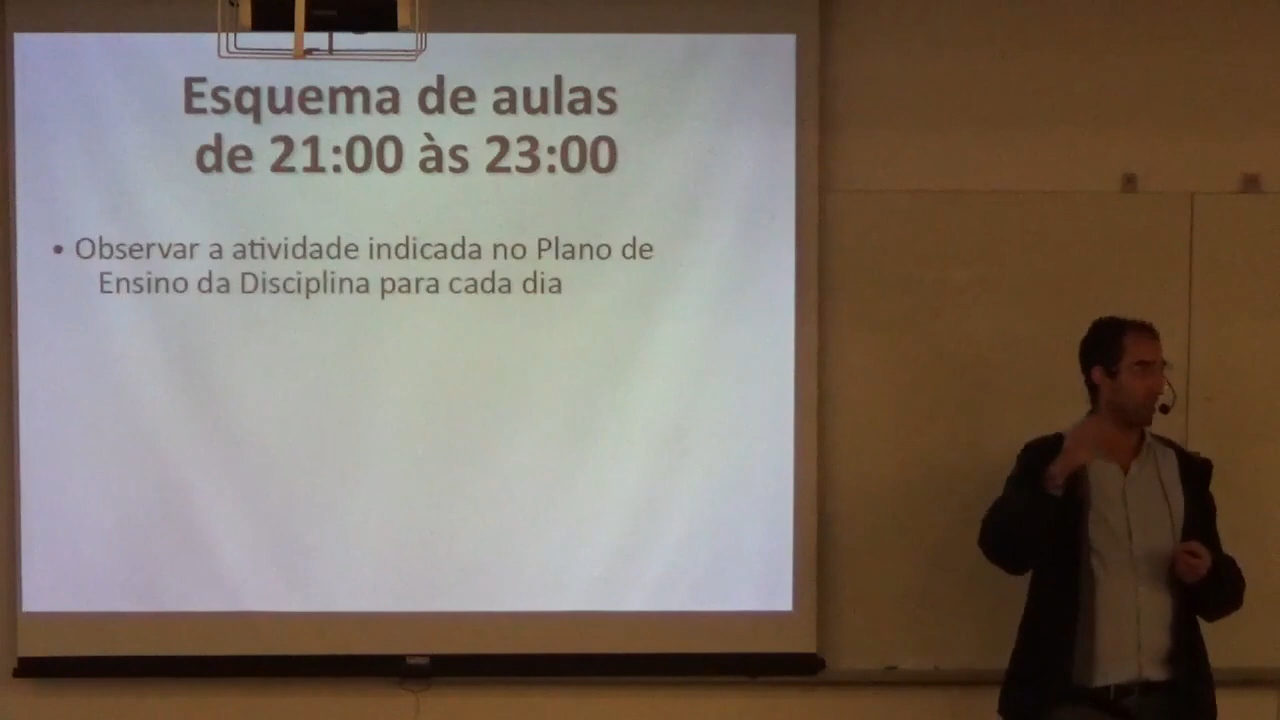 Esquema de aulas
de 21:00 às 23:00
• Observar a atividade indicada no Plano de
Ensino da Disciplina para cada dia